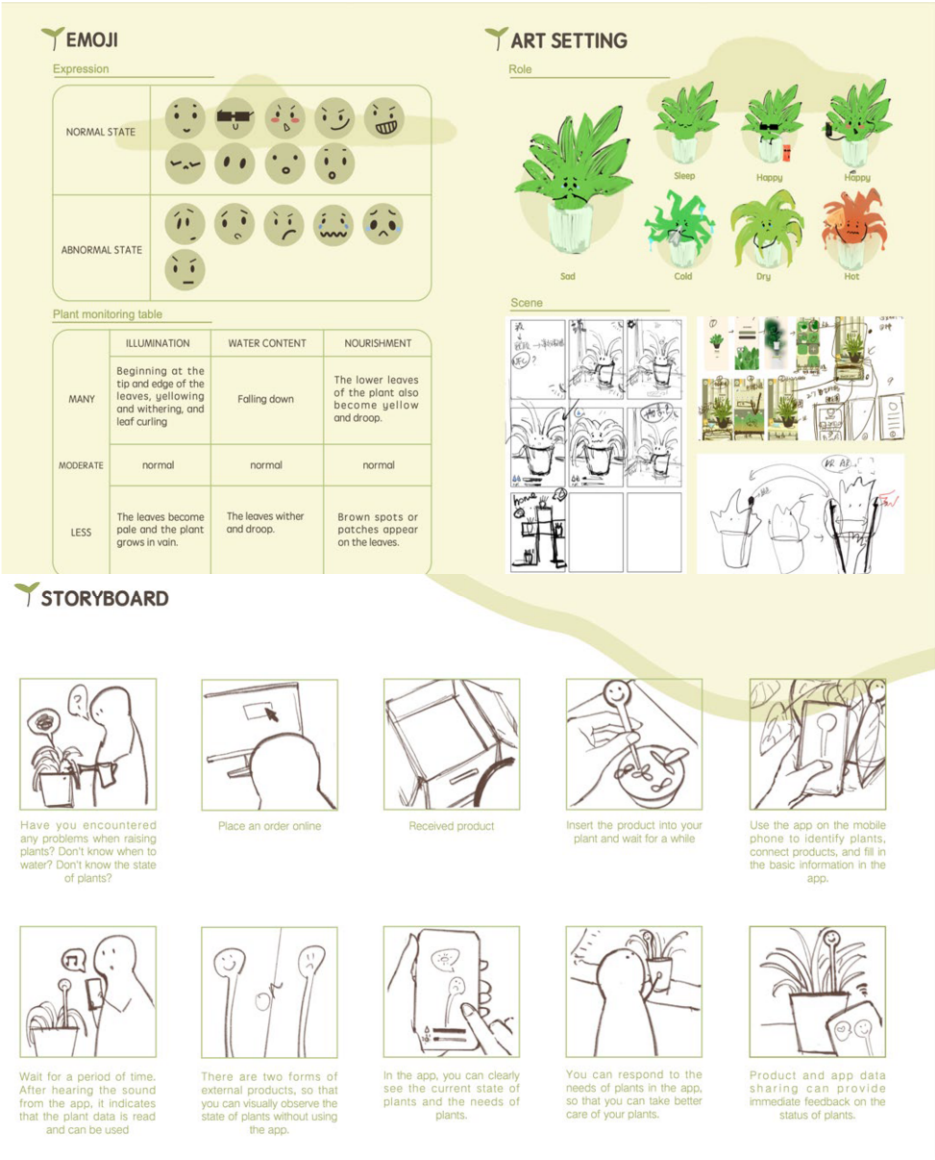 EMOJI
Expression
NORMAL STATE
ABNORMAL STATE
Plant monitoring table
ILLUMINATION
WATER CONTENT
NOURISHMENT
MANY
Beginning at the
tip and edge of the
leaves, yellowing
and withering, and
leaf curling
Falling down
The lower leaves
of the plant also
become yellow
and droop.
MODERATE
normal
normal
normal
LESS
The leaves become
pale and the plant
grows in vain.
The leaves wither
and droop.
Brown spots or
patches appear
on the leaves.
ART SETTING
Role
Sad
Sleep
Happy
Happy
Cold
Dry
Hot
Scene
home
STORYBOARD
Have you encountered
any problems when raising
plants? Don't know when to
water? Don't know the state
of plants?
Place an order online
Received product
Insert the product into your
plant and wait for a while
Use the app on the mobile
phone to identify plants,
connect products, and fill in
the basic information in the
app.
Wait for a period of time.
After hearing the sound
from the app, it indicates
that the plant data is read
and can be used
There are two forms of
external products, so that
you can visually observe the
state of plants without using
the app.
In the app, you can clearly
see the current state of
plants and the needs of
plants.
You can respond to the
needs of plants in the app,
so that you can take better
care of your plants.
Product and app data
sharing can provide
immediate feedback on the
status of plants.